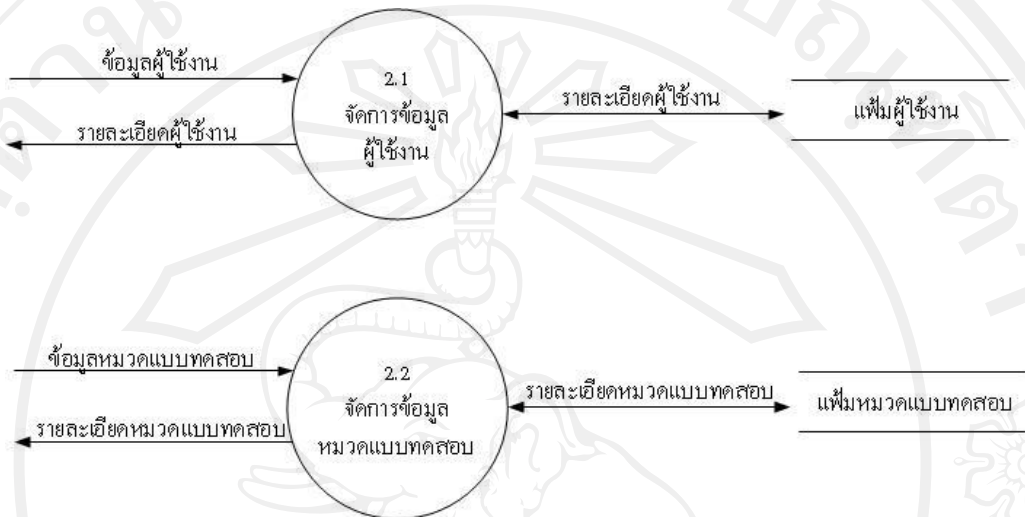 ข้อมูลผู้ใช้งาน
รายละเอียดผู้ใช้งาน
2.1
จัดการข้อมูล
ผู้ใช้งาน
รายละเอียดผู้ใช้งาน
แฟ้มผู้ใช้งาน
ข้อมูลหมวดแบบทดสอบ
รายละเอียดหมวดแบบทดสอบ
2.2
จัดการข้อมูล
หมวดแบบทดสอบ
รายละเอียดหมวดแบบทดสอบ
แฟ้มหมวดแบบทดสอบ